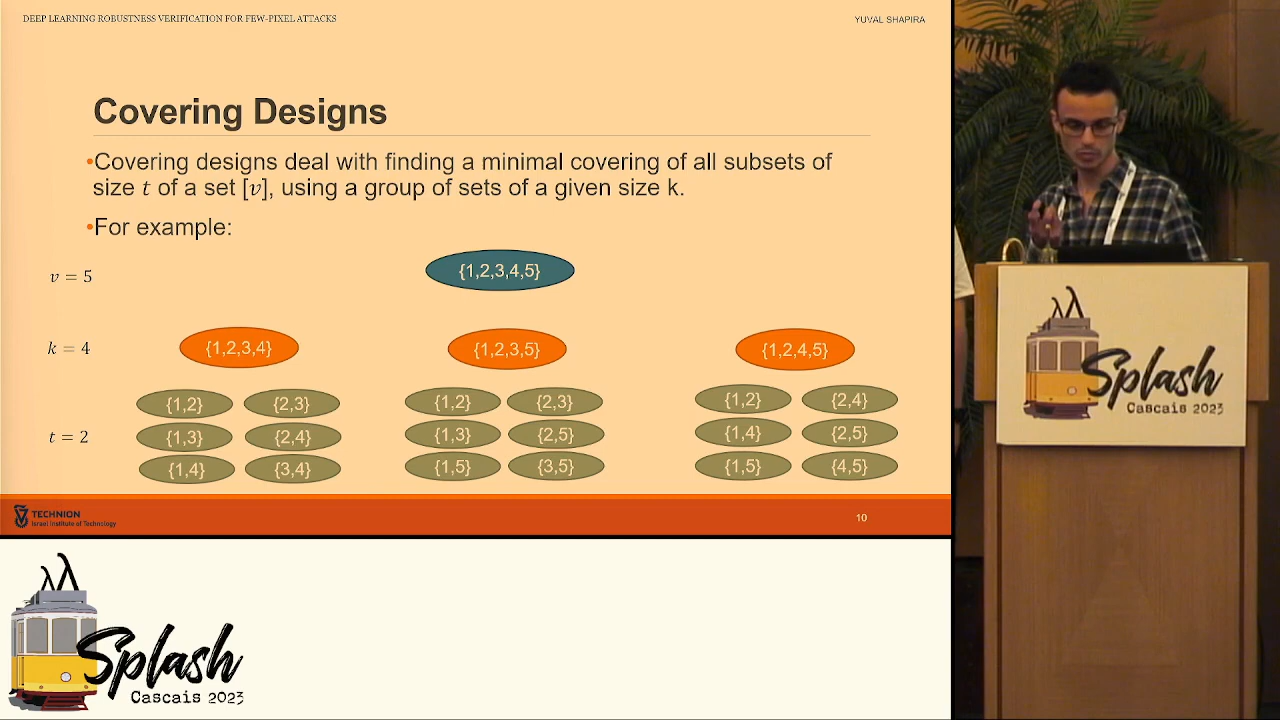 DEEP LEARNING ROBUSTNESS VERIFICATION FOR FEW-PIXEL ATTACKS
YUVAL SHAPIRA
Covering Designs
•Covering designs deal with finding a minimal covering of all subsets of
size t of a set [v], using a group of sets of a given size k.
•For example:
v = 5
{1,2,3,4,5}
k = 4
{1,2,3,4}
{1,2,3,5}
{1,2,4,5}
t = 2
{1,2} {2,3}
{1,3} {2,4}
{1,4} {3,4}
{1,2} {2,3}
{1,3} {2,5}
{1,5} {3,5}
{1,2} {2,4}
{1,4} {2,5}
{1,5} {4,5}
TECHNION
Israel Institute of Technology
10
Splash
Cascais 2023
Splash
Cascais 2023